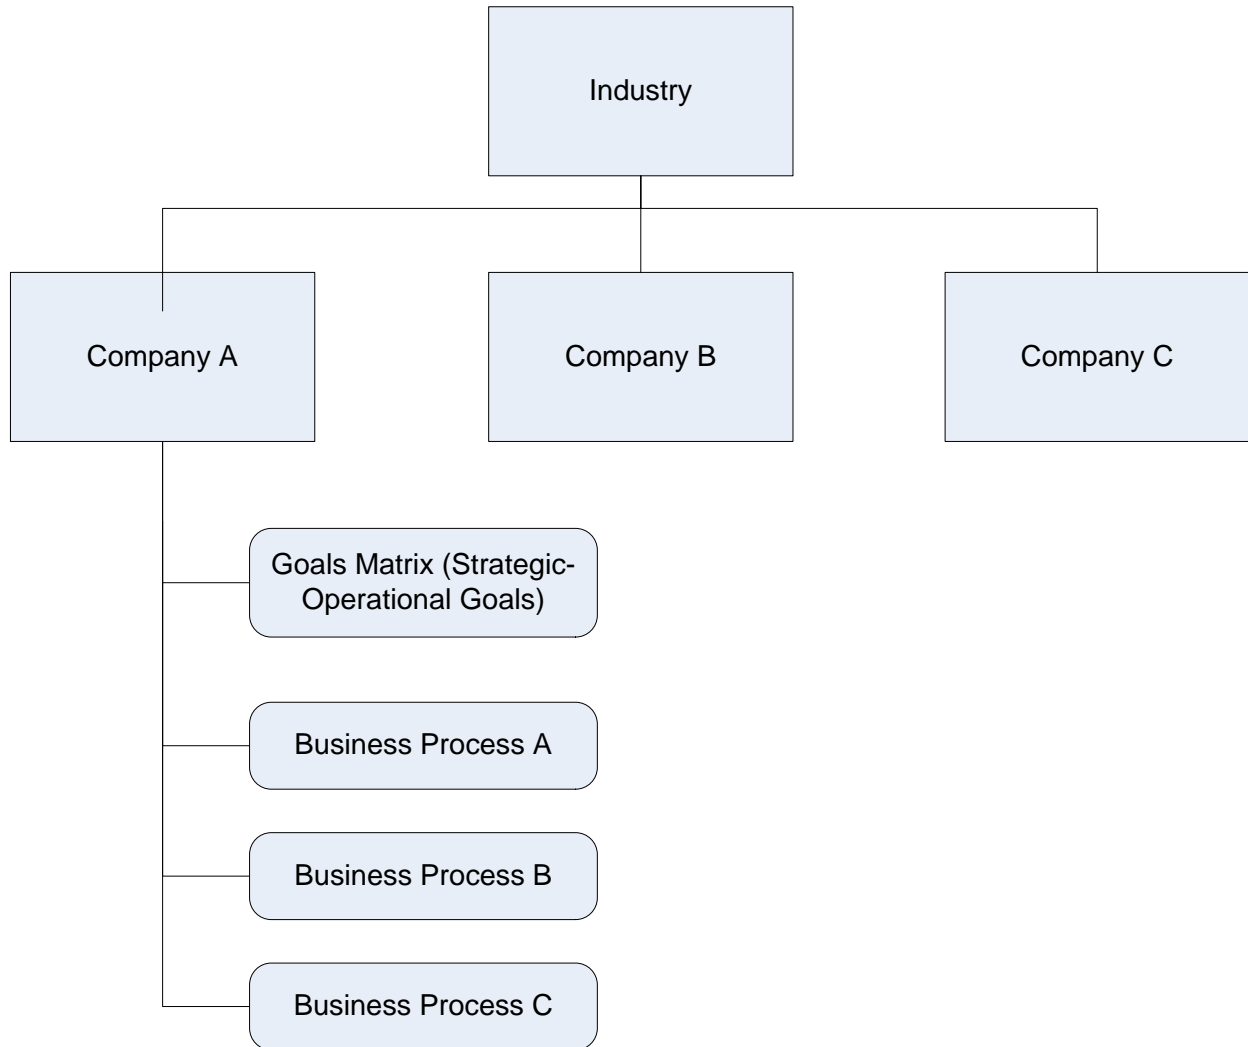 Industry
Company A
Company B
Company C
Goals Matrix (Strategic-
Operational Goals)
Business Process A
Business Process B
Business Process C